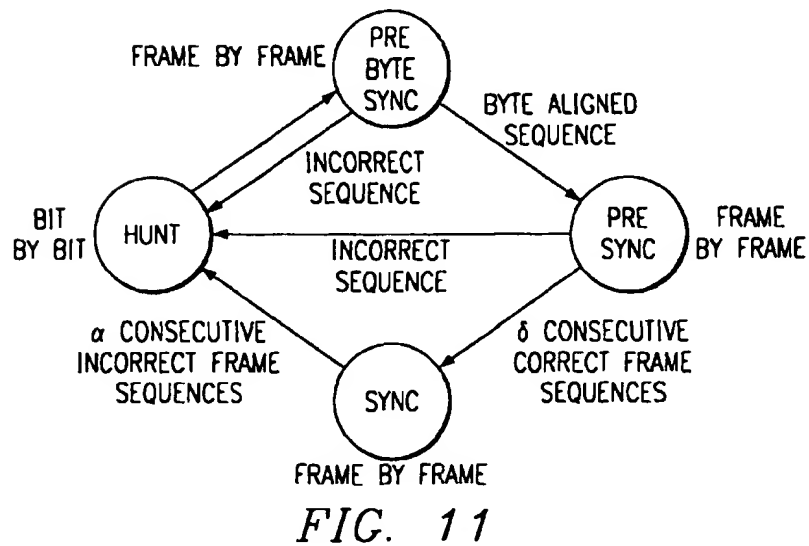 FRAME BY FRAME
PRE
BYTE
SYNC
BYTE ALIGNED
SEQUENCE
INCORRECT
SEQUENCE
BIT
BY BIT
HUNT
PRE
SYNC
FRAME
BY FRAME
INCORRECT
SEQUENCE
α CONSECUTIVE
INCORRECT FRAME
SEQUENCES
δ CONSECUTIVE
CORRECT FRAME
SEQUENCES
SYNC
FRAME BY FRAME
FIG. 11